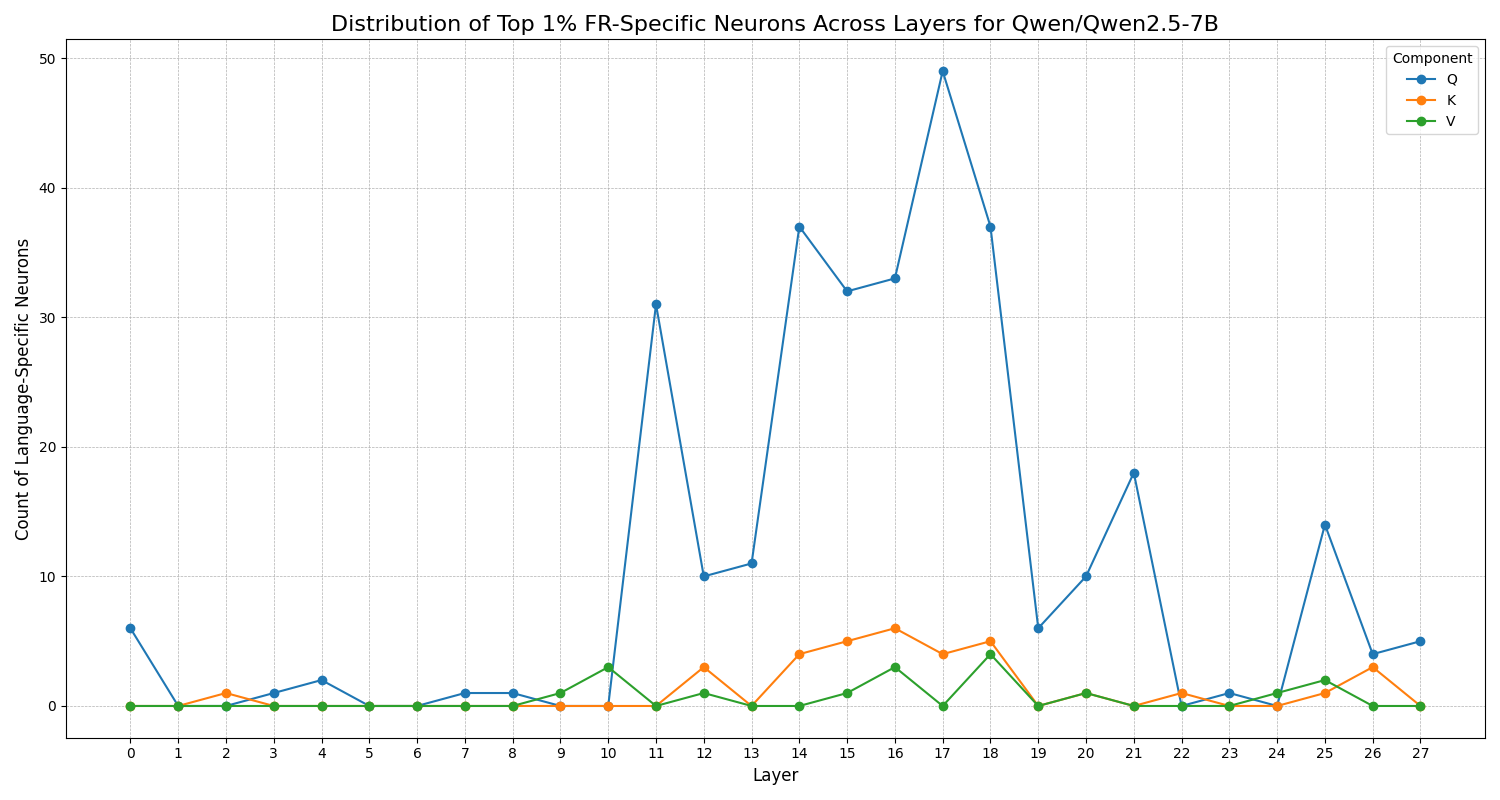 Distribution of Top 1% FR-Specific Neurons Across Layers for Qwen/Qwen2.5-7B
Component
Q
K
V
Count of Language-Specific Neurons
50
40
30
20
10
0
0 1 2 3 4 5 6 7 8 9 10 11 12 13 14 15 16 17 18 19 20 21 22 23 24 25 26 27
Layer